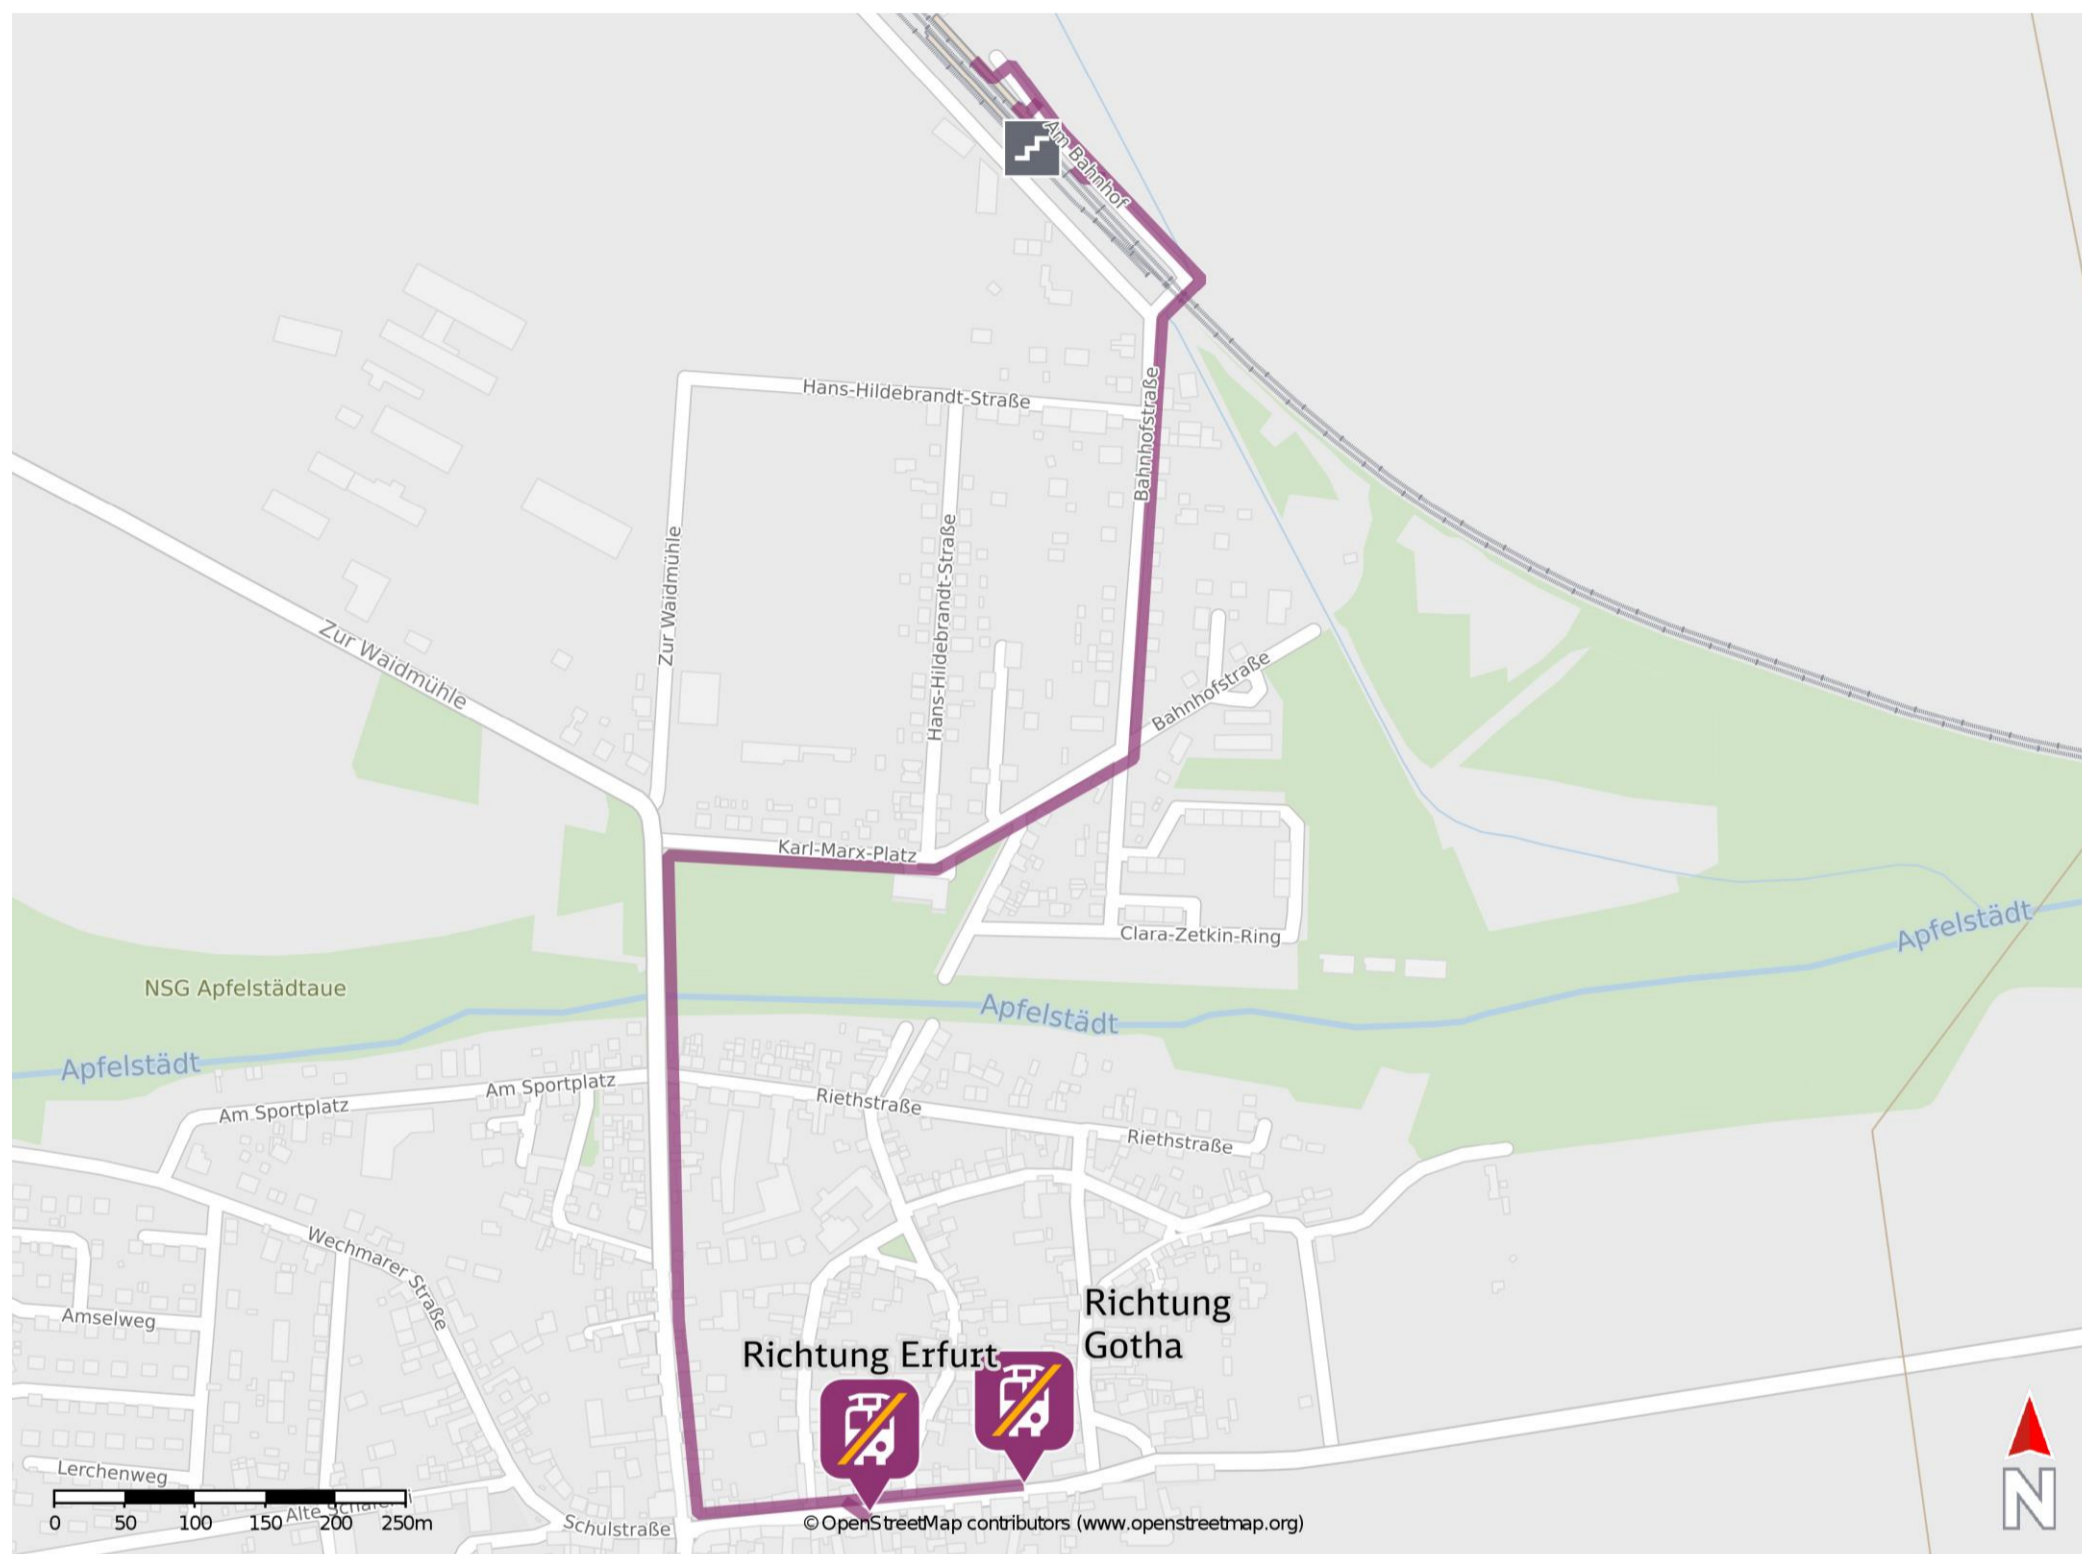 Am Bahnhof
Hans-Hildebrandt-Straße
Bahnhofstraße
Hans-Hildebrandt-Straße
Zur Waidmühle
Zur Waidmühle
Bahnhofstraße
Karl-Marx-Platz
Clara-Zetkin-Ring
Apfelstädt
NSG Apfelstädtaue
Apfelstädt
Apfelstädt
Am Sportplatz
Am Sportplatz
Riethstraße
Riethstraße
Wechmarer Straße
Amselweg
Richtung
Gotha
Richtung Erfurt
Lerchenweg
Alte Schäferei
0 50 100 150 200 250m
Schulstraße
© OpenStreetMap contributors (www.openstreetmap.org)
N